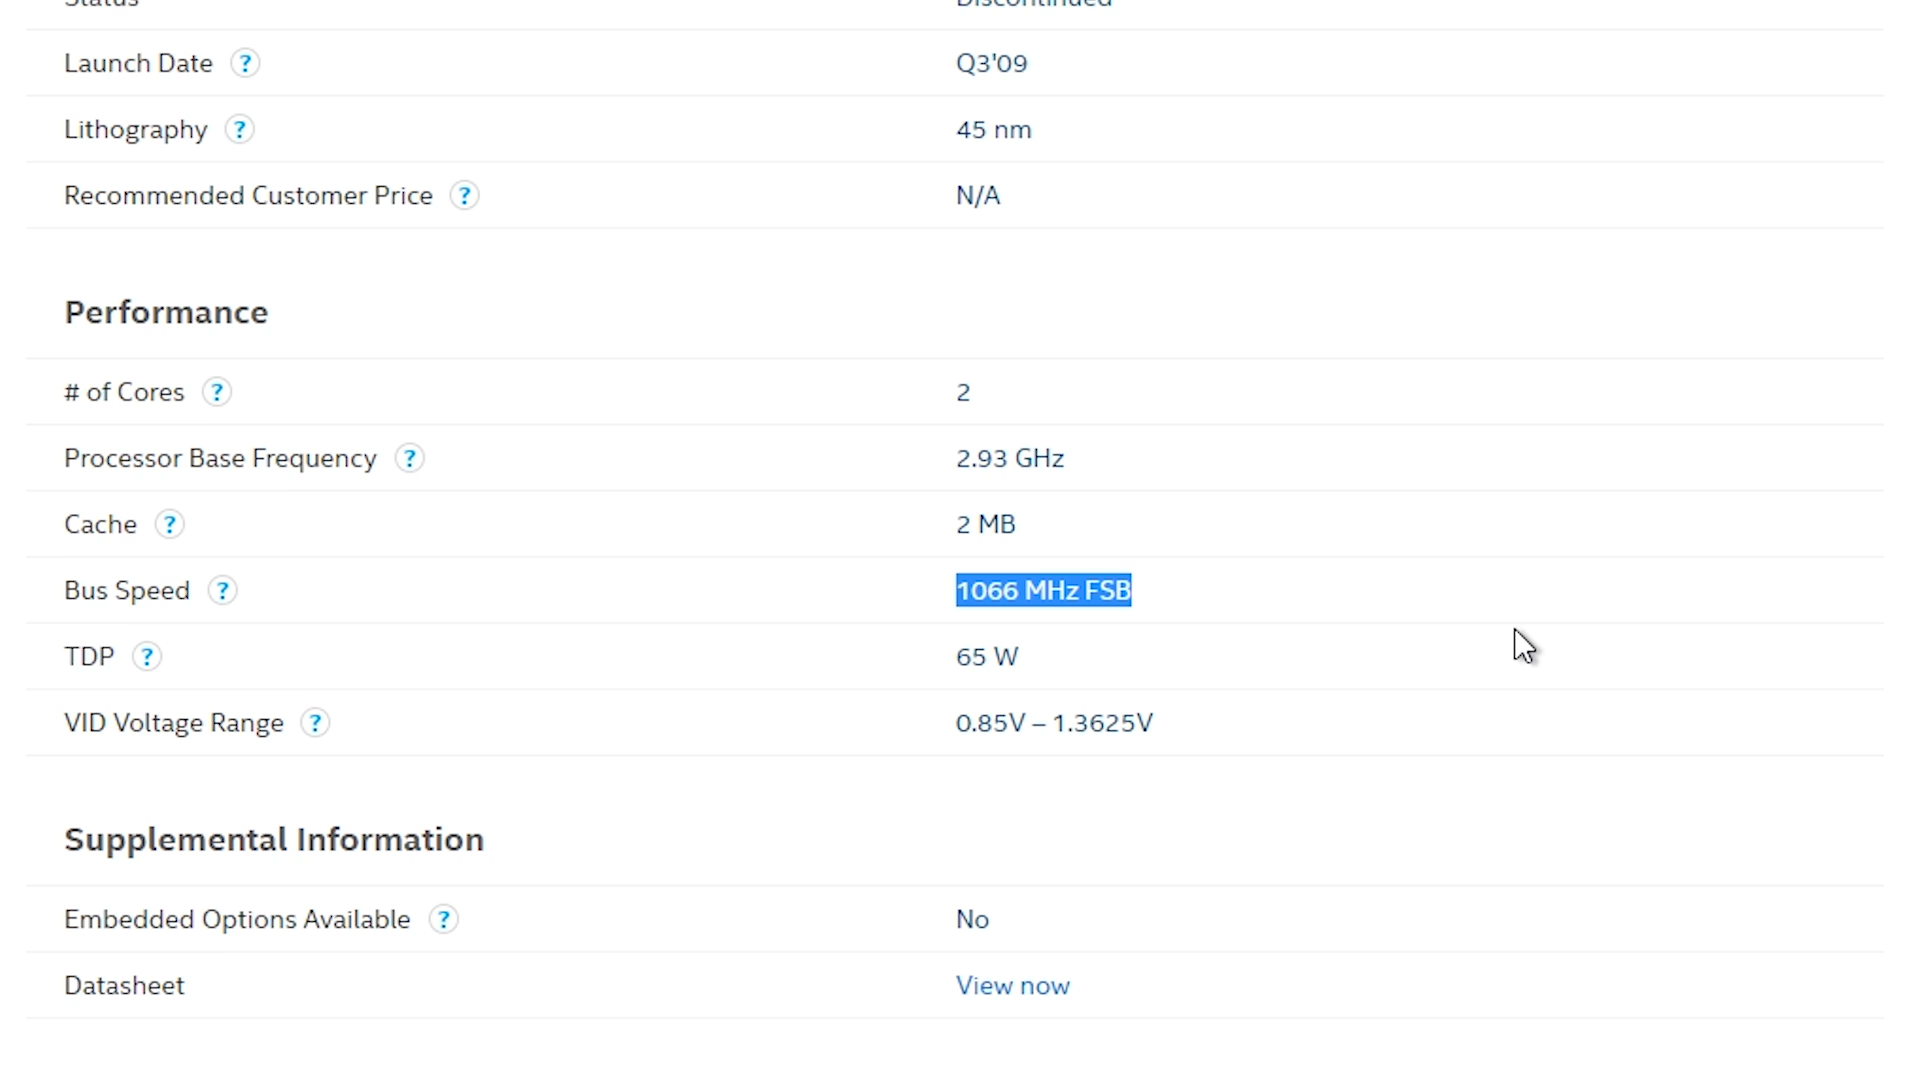 Status Discontinued
Launch Date ? Q3'09
Lithography ? 45 nm
Recommended Customer Price ? N/A
Performance
# of Cores ? 2
Processor Base Frequency ? 2.93 GHz
Cache ? 2 MB
Bus Speed ? 1066 MHz FSB
TDP ? 65 W
VID Voltage Range ? 0.85V – 1.3625V
Supplemental Information
Embedded Options Available ? No
Datasheet View now